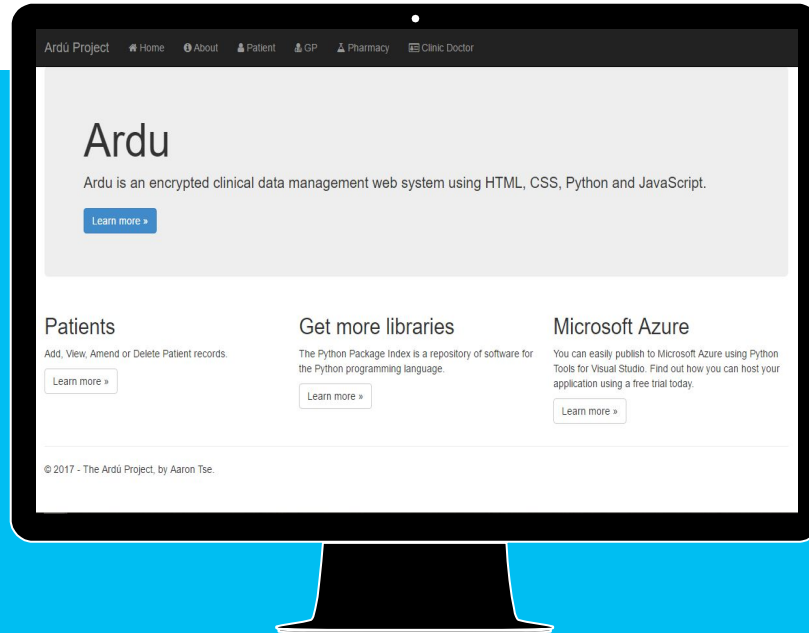 Ardú Project Home About Patient GP Pharmacy Clinic Doctor
Ardu
Ardu is an encrypted clinical data management web system using HTML, CSS, Python and JavaScript.
Learn more »
Patients
Add, View, Amend or Delete Patient records.
Learn more »
Get more libraries
The Python Package Index is a repository of software for
the Python programming language.
Learn more »
Microsoft Azure
You can easily publish to Microsoft Azure using Python
Tools for Visual Studio. Find out how you can host your
application using a free trial today.
Learn more »
© 2017 - The Ardú Project, by Aaron Tse.